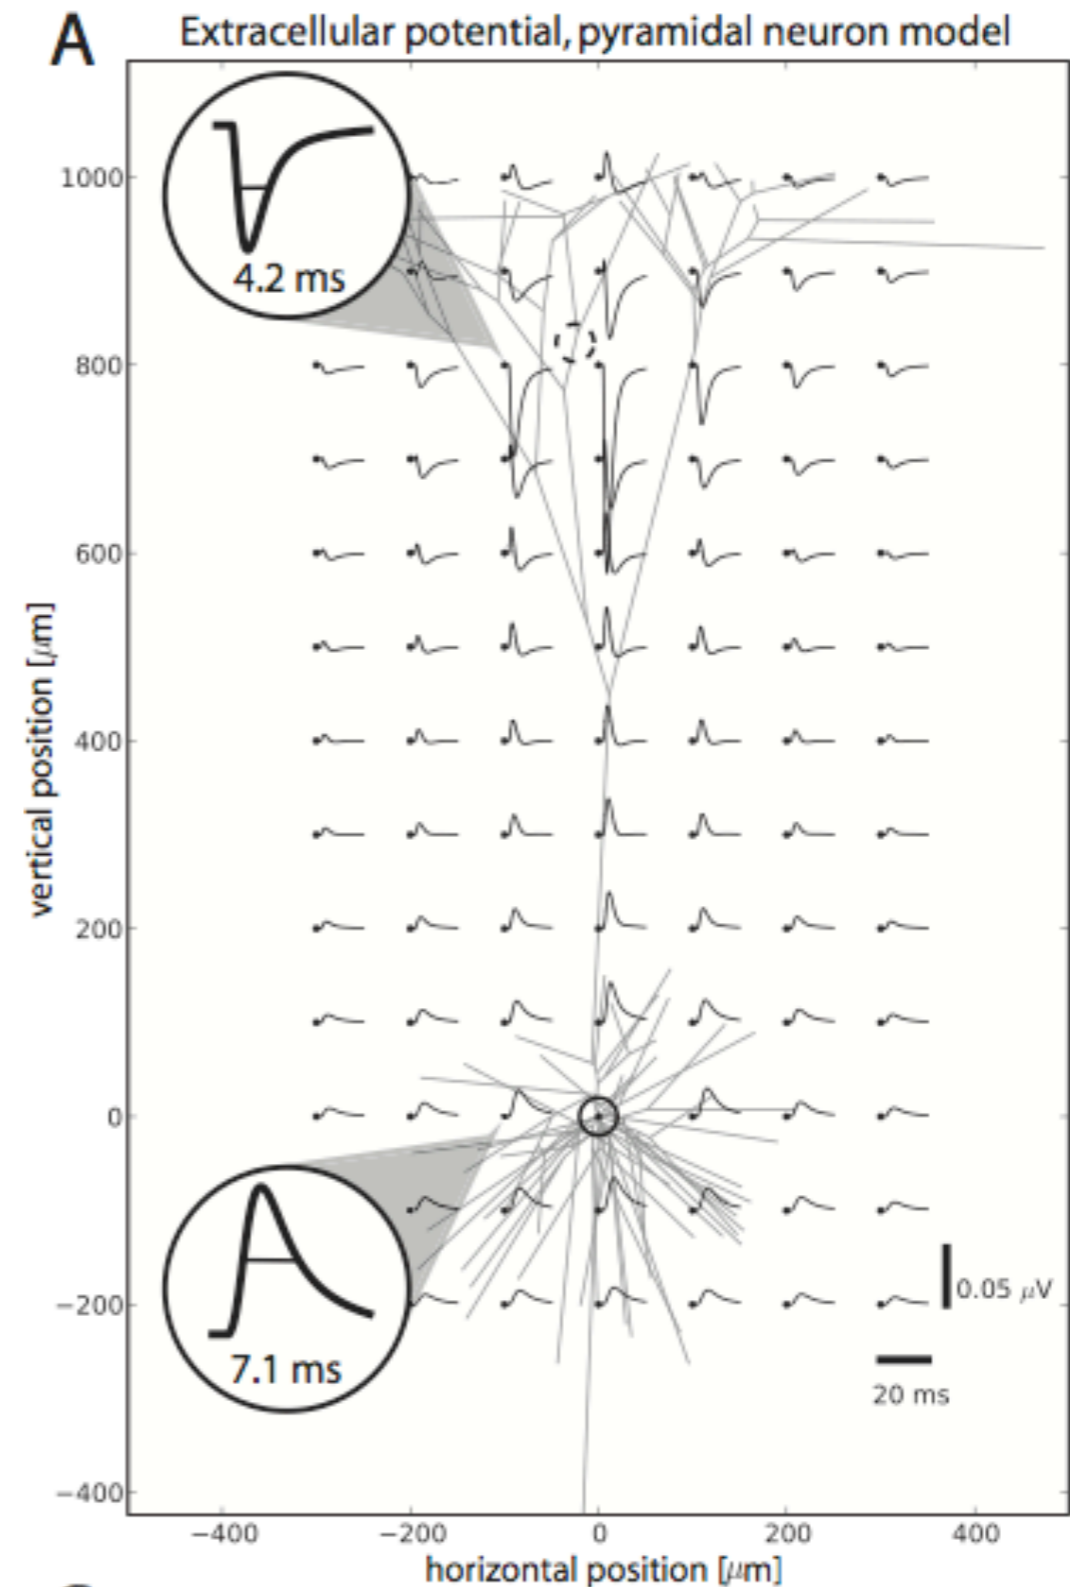 A
Extracellular potential, pyramidal neuron model
4.2 ms
1000
800
600
400
200
0
−200
−400
vertical position [μm]
7.1 ms
0.05 μV
20 ms
−400
−200
0
200
400
horizontal position [μm]